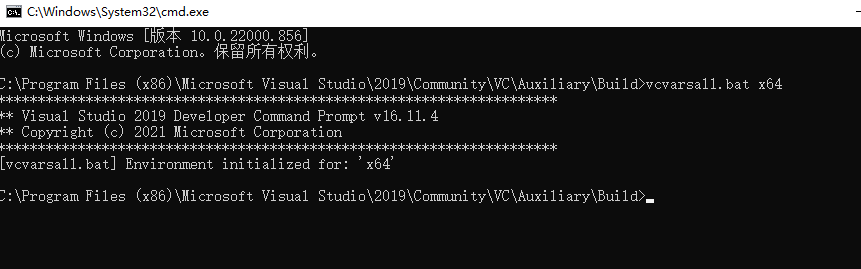 C:\Windows\System32\cmd.exe
Microsoft Windows [版本 10.0.22000.856]
(c) Microsoft Corporation。保留所有权利。
C:\Program Files (x86)\Microsoft Visual Studio\2019\Community\VC\Auxiliary\Build>vcvarsall.bat x64
**********************************************************************
** Visual Studio 2019 Developer Command Prompt v16.11.4
** Copyright (c) 2021 Microsoft Corporation
**********************************************************************
[vcvarsall.bat] Environment initialized for: 'x64'
C:\Program Files (x86)\Microsoft Visual Studio\2019\Community\VC\Auxiliary\Build>